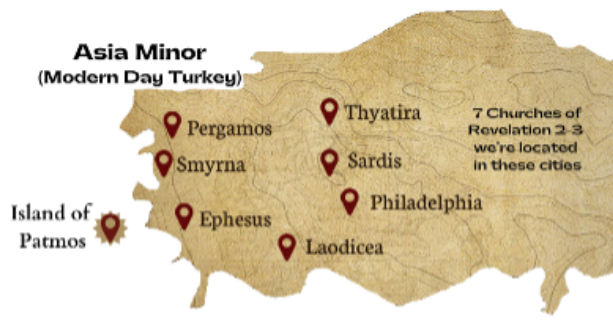 Asia Minor
(Modern Day Turkey)
Pergamos
Thyatira
7 Churches of
Revelation 2-3
we're located
in these cities
Smyrna
Sardis
Philadelphia
Island of
Patmos
Ephesus
Laodicea